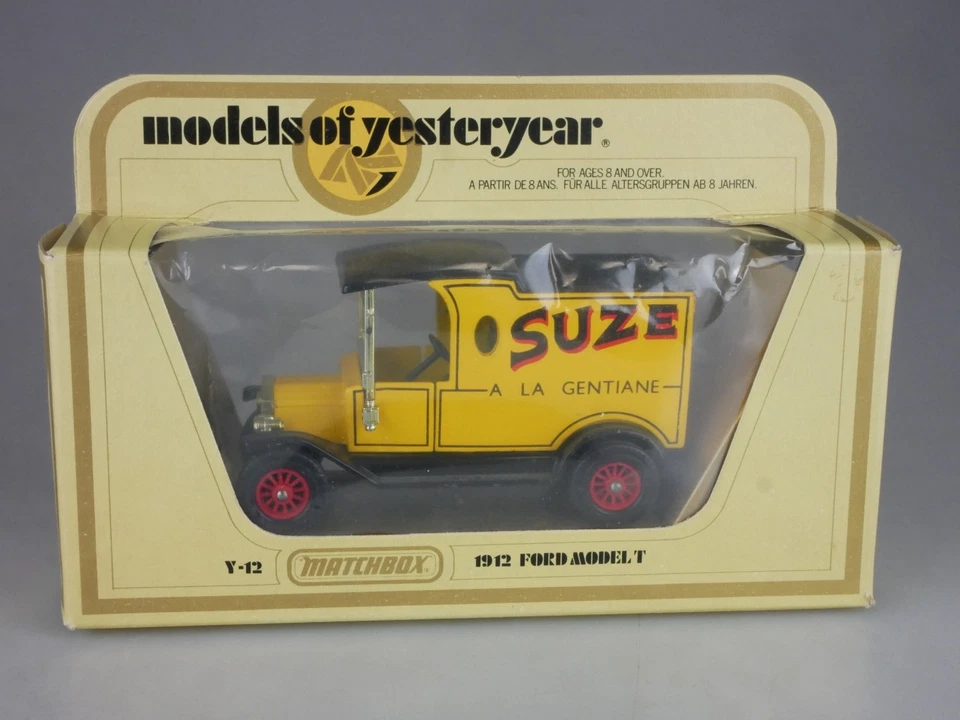 models of yesteryear®
FOR AGES 8 AND OVER.
A PARTIR DE 8 ANS. FÜR ALLE ALTERSGRUPPEN AB 8 JAHREN.
SUZE
A LA GENTIANE
Y-12 MATCHBOX 1912 FORD MODEL T